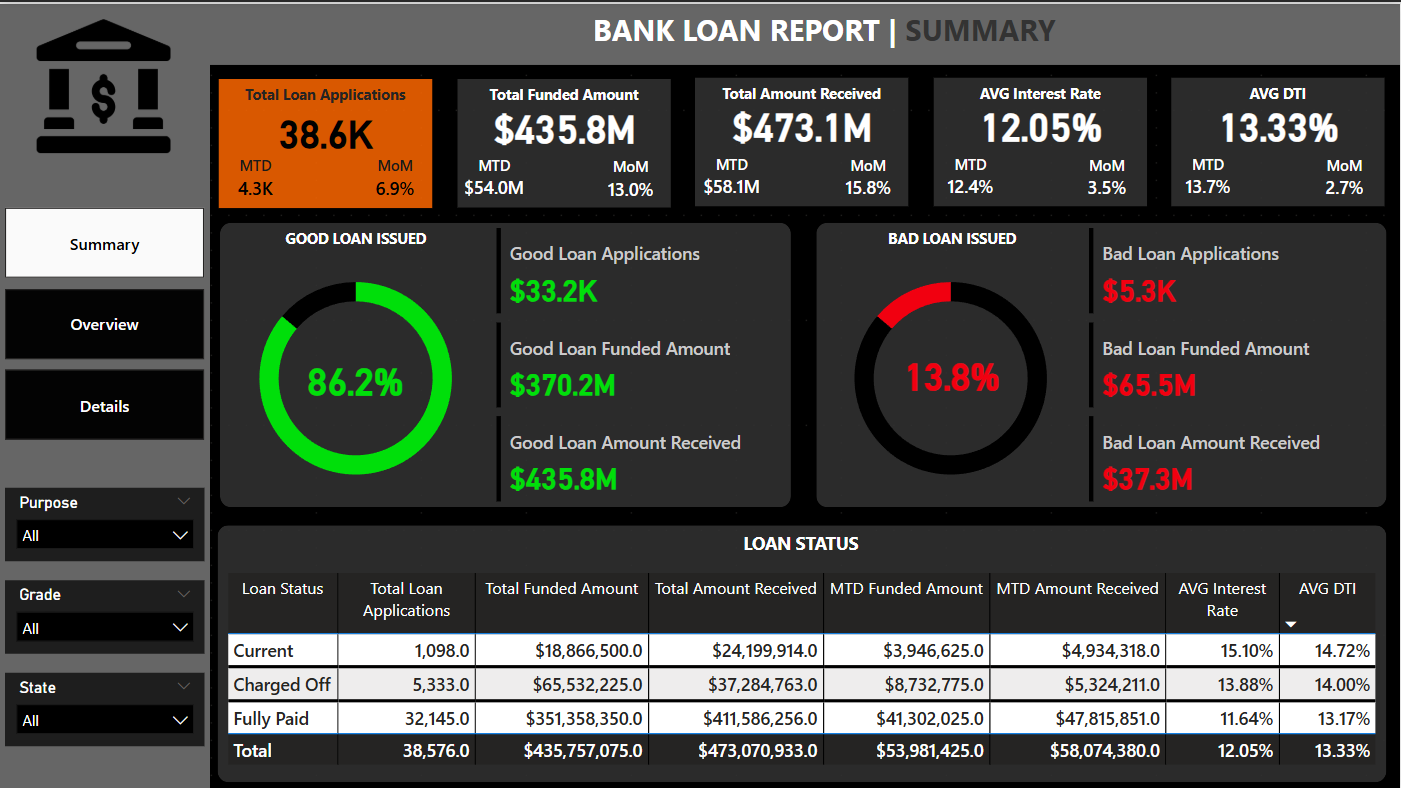 BANK LOAN REPORT | SUMMARY
$
Summary
Overview
Details
Purpose
All
Grade
All
State
All
Total Loan Applications
38.6K
MTD MoM
4.3K 6.9%
Total Funded Amount
$435.8M
MTD MoM
$54.0M 13.0%
Total Amount Received
$473.1M
MTD MoM
$58.1M 15.8%
AVG Interest Rate
12.05%
MTD MoM
12.4% 3.5%
AVG DTI
13.33%
MTD MoM
13.7% 2.7%
GOOD LOAN ISSUED
86.2%
Good Loan Applications
$33.2K
Good Loan Funded Amount
$370.2M
Good Loan Amount Received
$435.8M
BAD LOAN ISSUED
13.8%
Bad Loan Applications
$5.3K
Bad Loan Funded Amount
$65.5M
Bad Loan Amount Received
$37.3M
LOAN STATUS
Loan Status Total Loan Applications Total Funded Amount Total Amount Received MTD Funded Amount MTD Amount Received AVG Interest Rate AVG DTI
Current 1,098.0 $18,866,500.0 $24,199,914.0 $3,946,625.0 $4,934,318.0 15.10% 14.72%
Charged Off 5,333.0 $65,532,225.0 $37,284,763.0 $8,732,775.0 $5,324,211.0 13.88% 14.00%
Fully Paid 32,145.0 $351,358,350.0 $411,586,256.0 $41,302,025.0 $47,815,851.0 11.64% 13.17%
Total 38,576.0 $435,757,075.0 $473,070,933.0 $53,981,425.0 $58,074,380.0 12.05% 13.33%